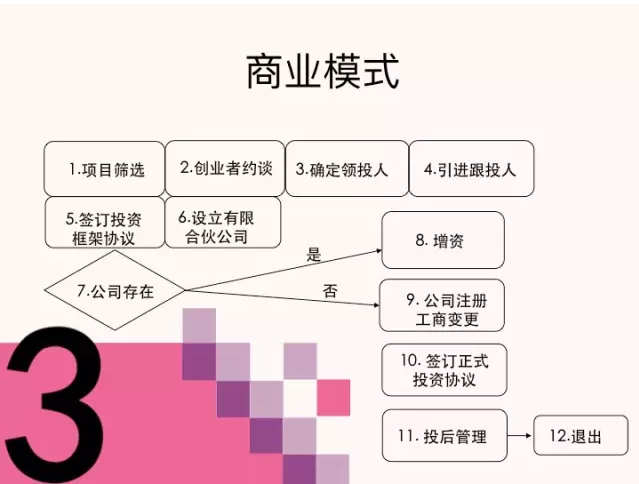 商业模式
1.项目筛选
2.创业者约谈
3.确定领投人
4.引进跟投人
5.签订投资
框架协议
6.设立有限
合伙公司
7.公司存在
是
否
8. 增资
9. 公司注册
工商变更
10. 签订正式
投资协议
11. 投后管理
12.退出
3